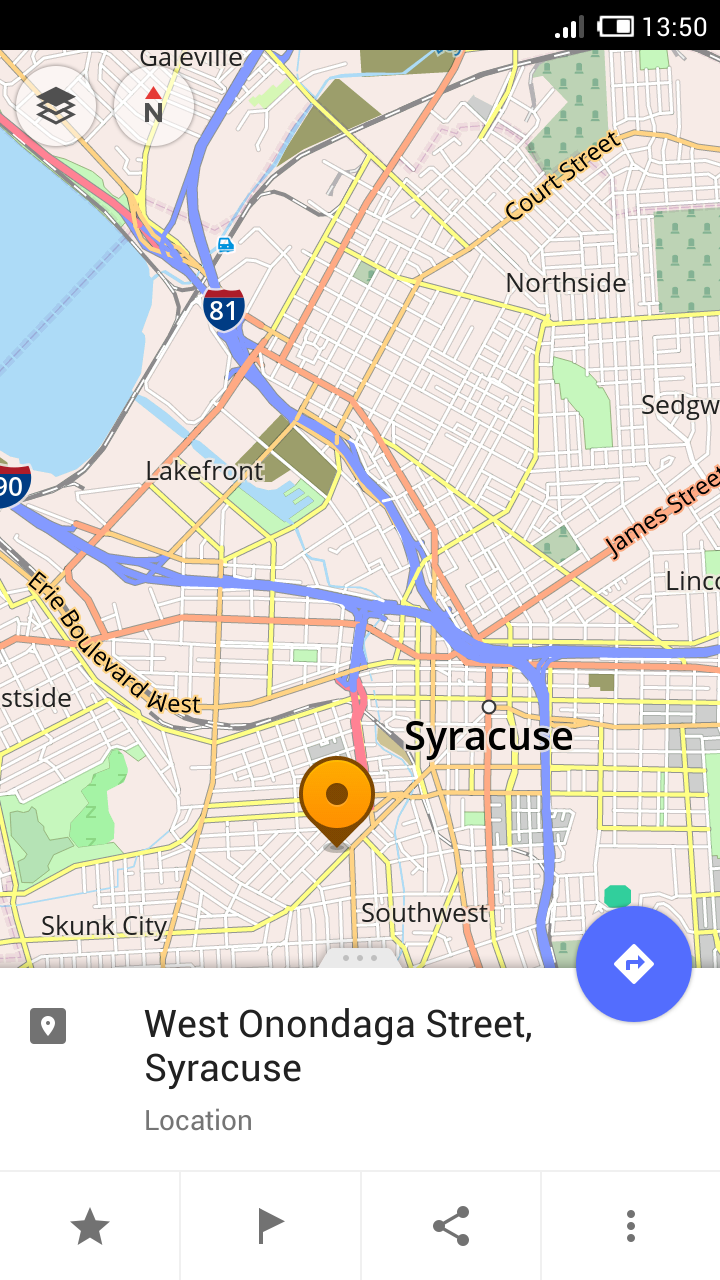 13:50
Galeville
N
Court Street
Northside
81
Sedgw
Lakefront
90
James Street
Linco
Erie Boulevard West
stside
Syracuse
Skunk City
Southwest
West Onondaga Street,
Syracuse
Location